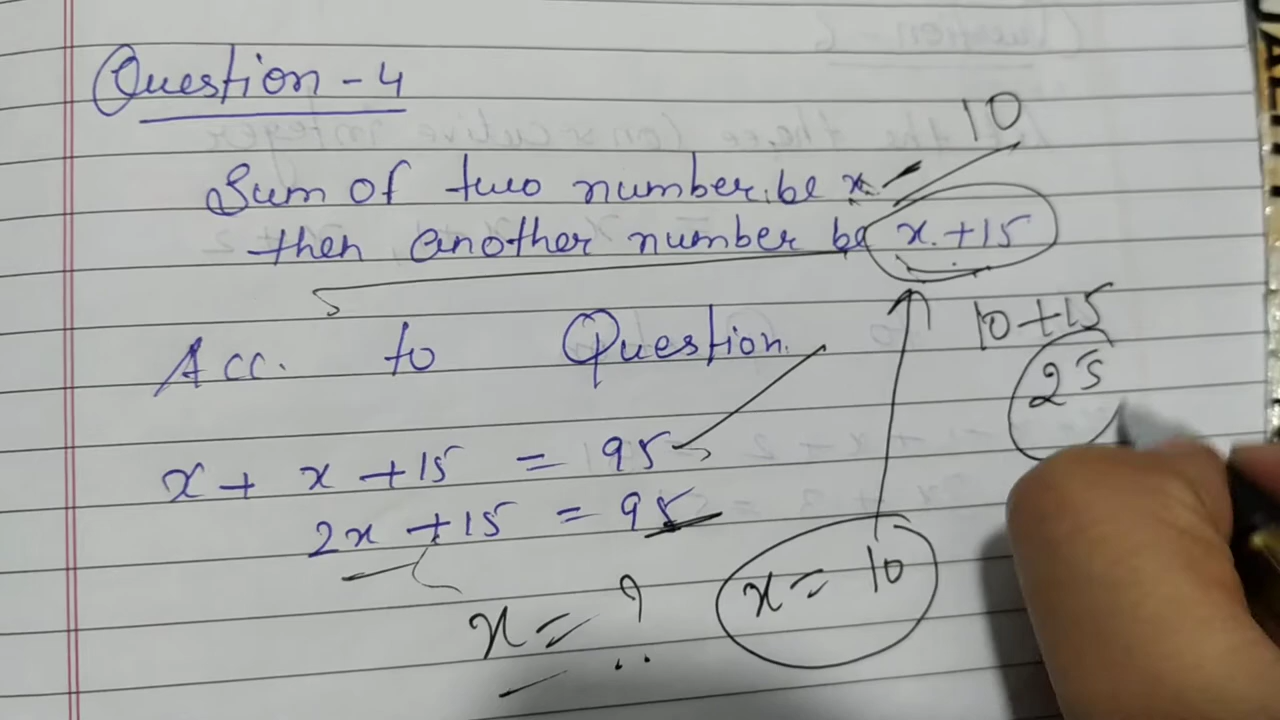 Question - 4
10
Sum of two number be x
then another number be x + 15
10 + 15
25
Acc. to Question.
x + x + 15 = 95
2x + 15 = 95
x = ?
x = 10